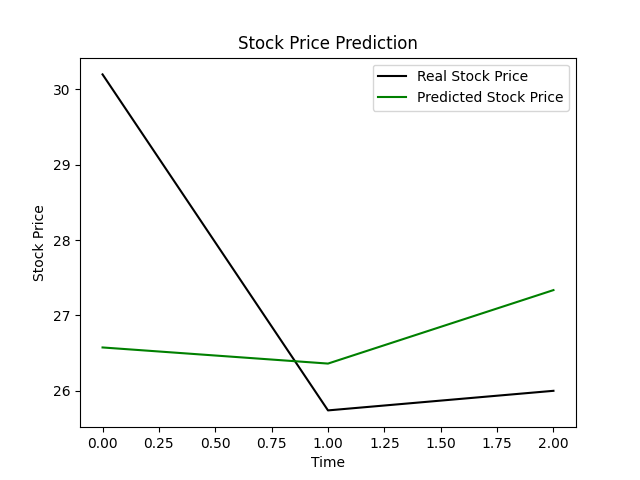 Stock Price Prediction
Real Stock Price
Predicted Stock Price
Stock Price
30
29
28
27
26
0.00 0.25 0.50 0.75 1.00 1.25 1.50 1.75 2.00
Time